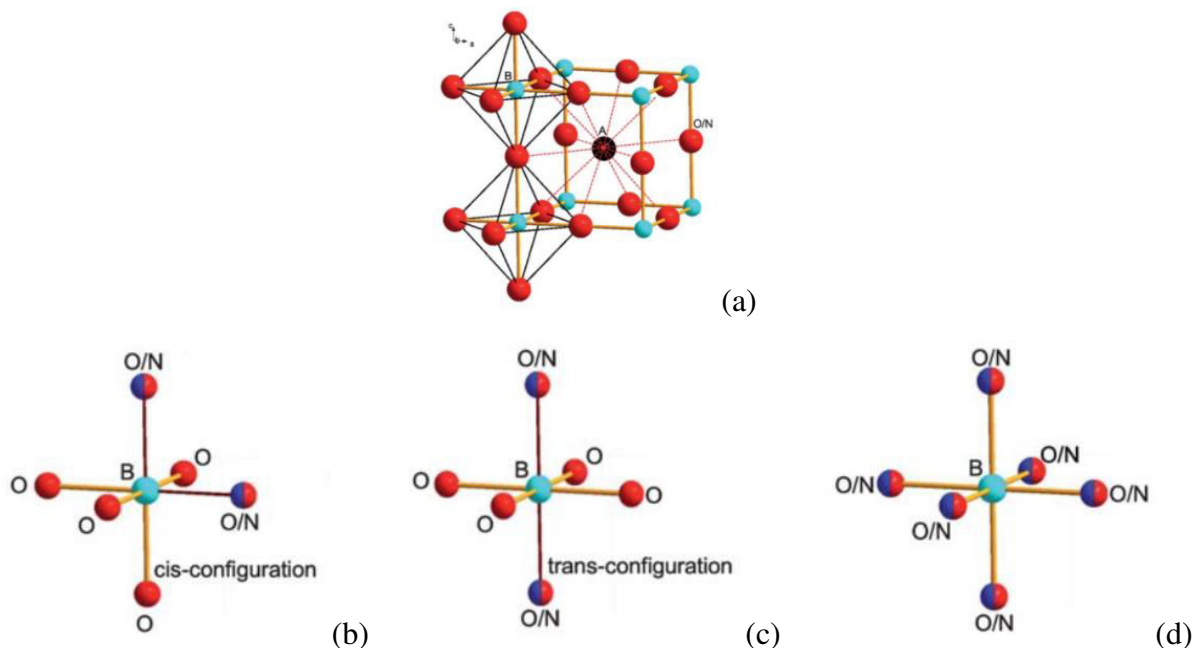 B
A
O/N
(a)
O/N
O
B
O
O
O/N
cis-configuration
O
(b)
O/N
O
B
O
O
O
trans-configuration
O/N
(c)
O/N
O/N
B
O/N
O/N
O/N
O/N
(d)